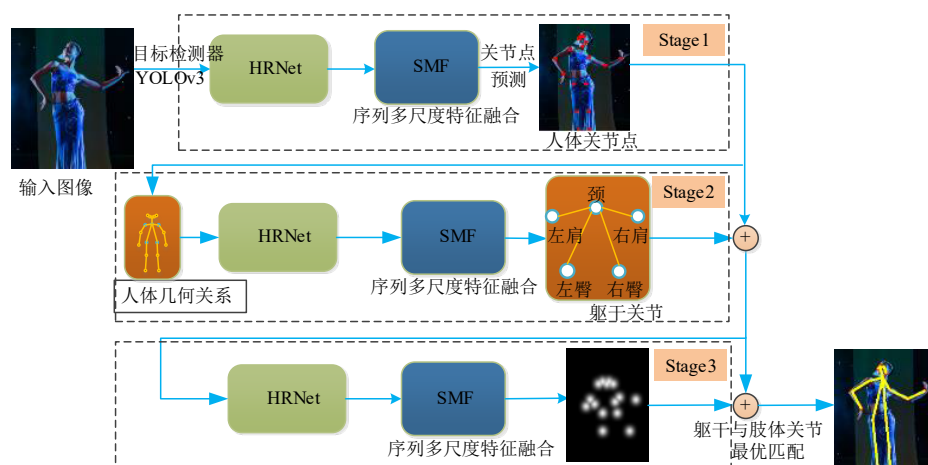 目标检测器
YOLOv3
HRNet
SMF
关节点
预测
Stage1
序列多尺度特征融合
人体关节点
输入图像
Stage2
HRNet
SMF
颈
左肩
右肩
左臀
右臀
序列多尺度特征融合
躯干关节
人体几何关系
+
Stage3
HRNet
SMF
+
序列多尺度特征融合
躯干与肢体关节
最优匹配